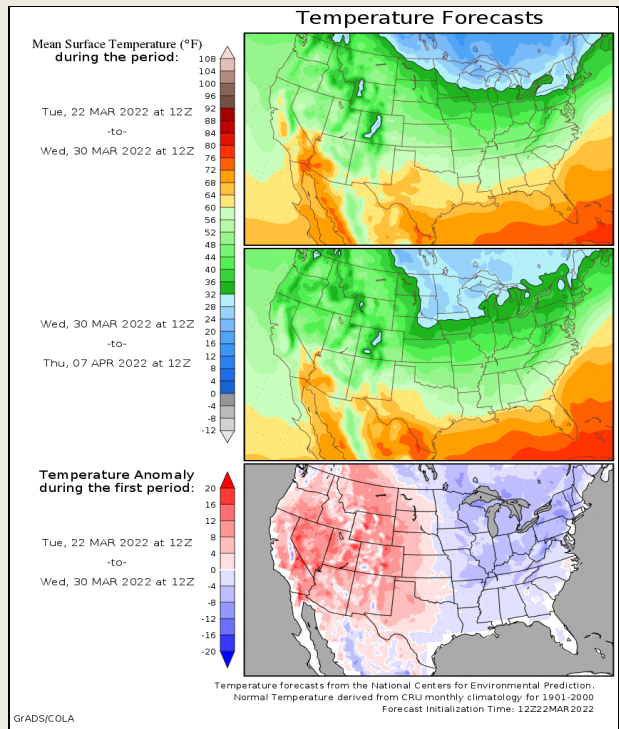 Temperature Forecasts
Mean Surface Temperature (°F)
during the period:
108
104
100
96
92
88
84
80
76
72
68
64
60
56
52
48
44
40
36
32
28
24
20
16
12
8
4
0
-4
-8
-12
Tue, 22 MAR 2022 at 12Z
-to-
Wed, 30 MAR 2022 at 12Z
Wed, 30 MAR 2022 at 12Z
-to-
Thu, 07 APR 2022 at 12Z
Temperature Anomaly
during the first period:
20
16
12
8
4
0
-4
-8
-12
-16
-20
Tue, 22 MAR 2022 at 12Z
-to-
Wed, 30 MAR 2022 at 12Z
Temperature forecasts from the National Centers for Environmental Prediction.
Normal Temperature derived from CRU monthly climatology for 1901-2000
Forecast Initialization Time: 12Z22MAR2022
GrADS/COLA